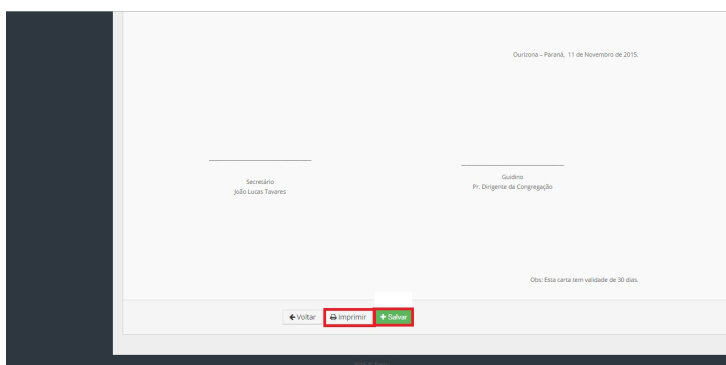 Ourizona – Paraná, 11 de Novembro de 2015.
Secretário
João Lucas Tavares
Guidino
Pr. Dirigente da Congregação
Obs: Esta carta tem validade de 30 dias.
Voltar
Imprimir
Salvar